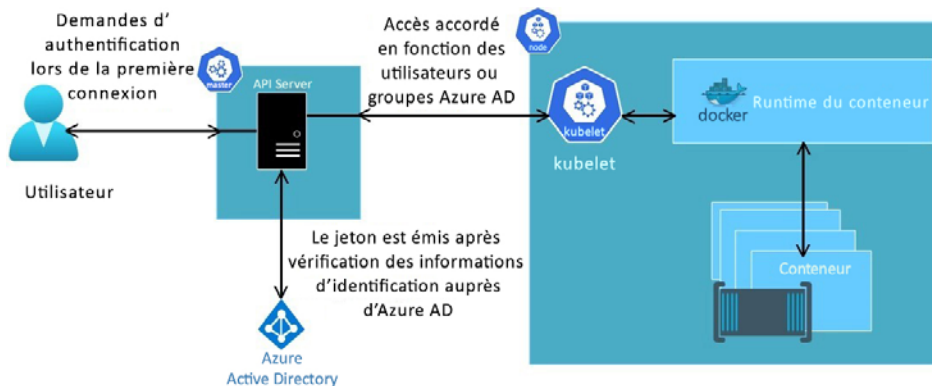 Demandes d'
authentification
lors de la première
connexion
Utilisateur
master
API Server
Accès accordé
en fonction des
utilisateurs ou
groupes Azure AD
Le jeton est émis après
vérification des informations
d'identification auprès
d'Azure AD
Azure
Active Directory
node
kubelet
kubelet
docker
Runtime du conteneur
Conteneur